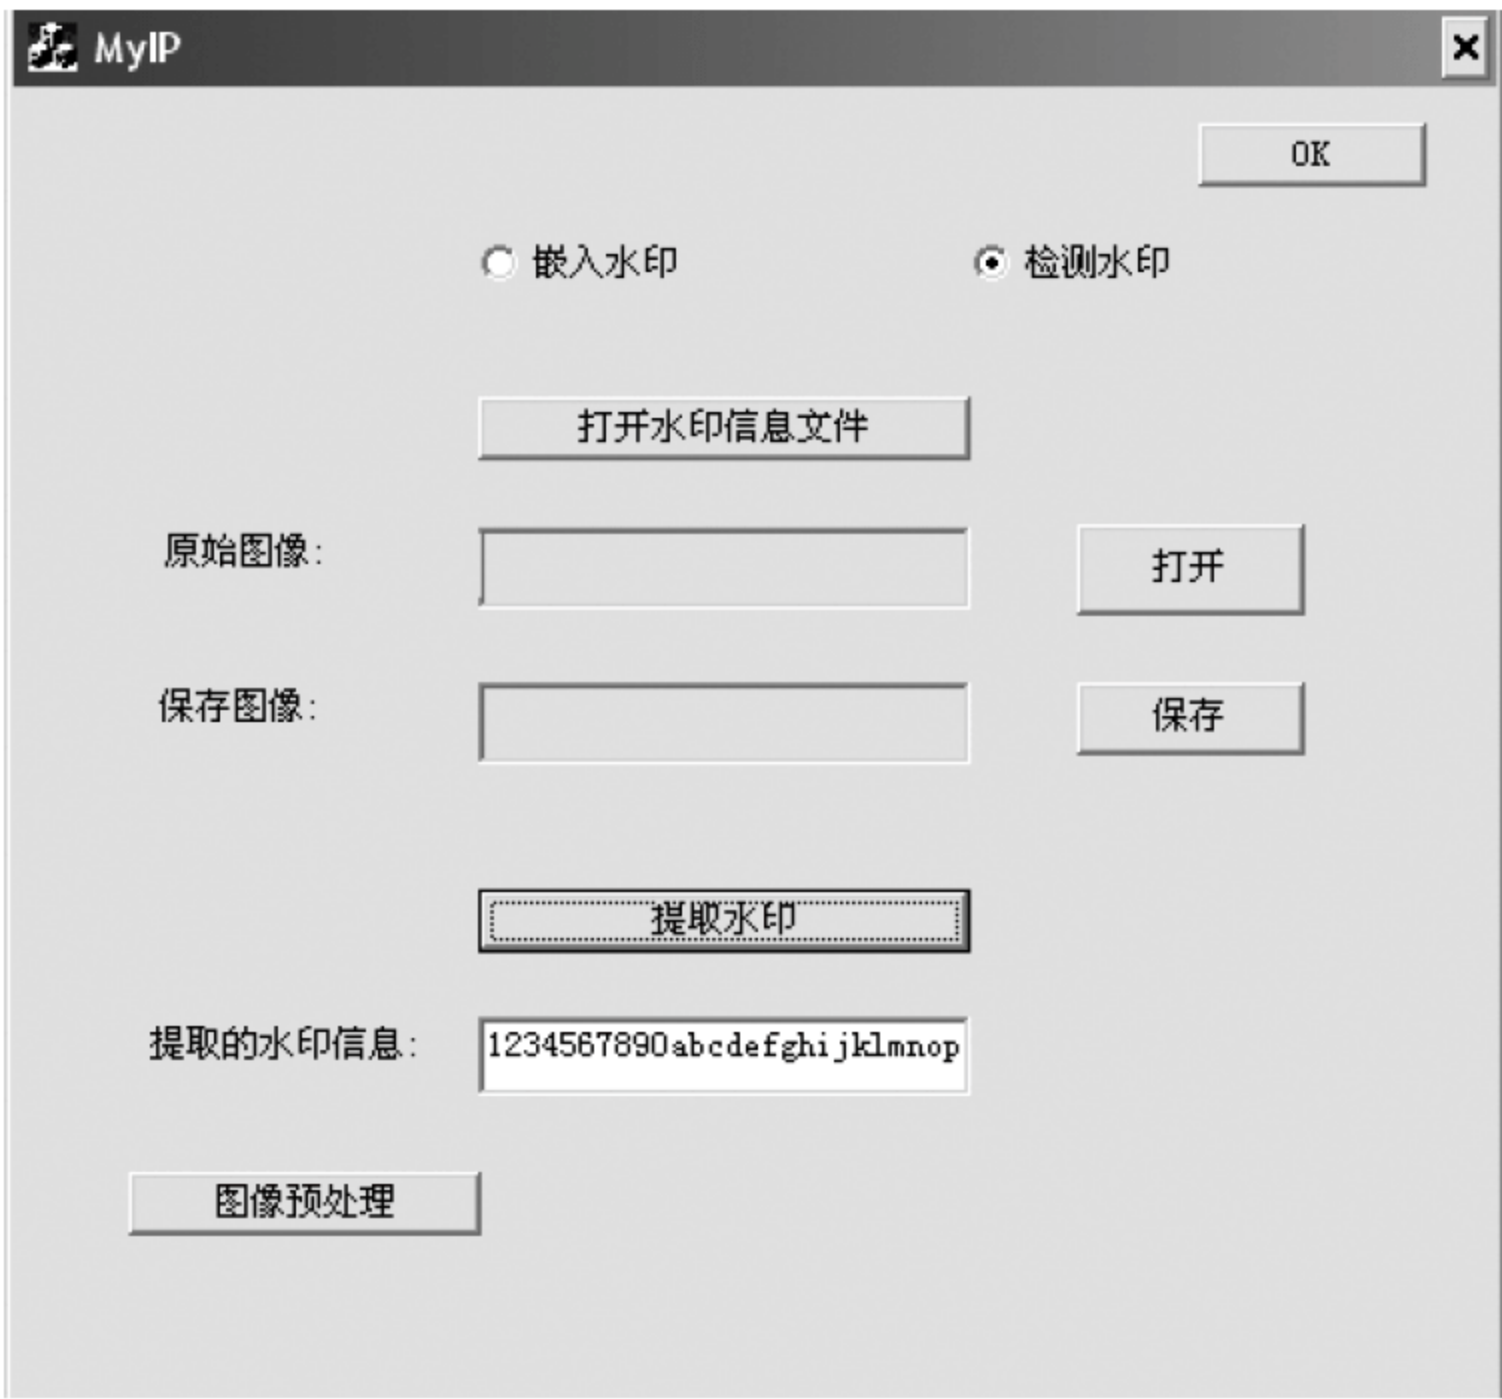 MyIP
OK
嵌入水印
检测水印
打开水印信息文件
原始图像:
打开
保存图像:
保存
提取水印
提取的水印信息:
1234567890abcdefghijklmnop
图像预处理